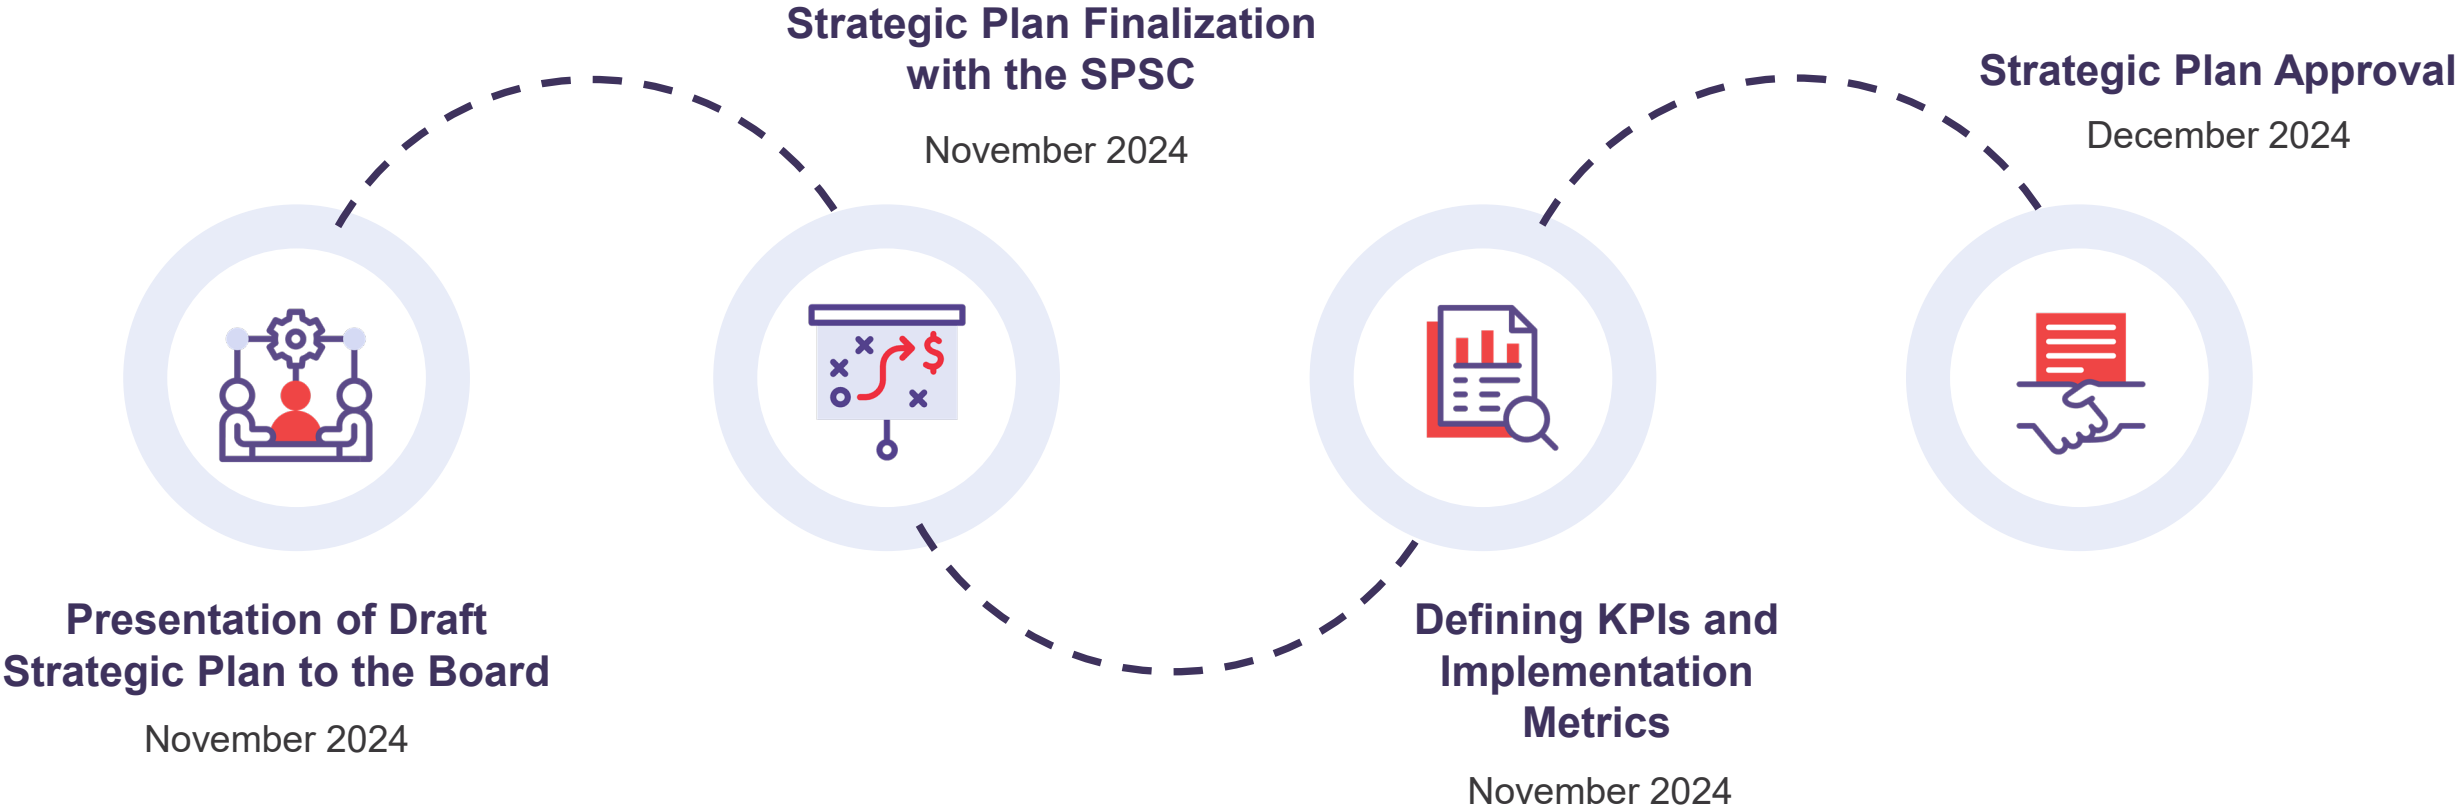 Presentation of Draft
Strategic Plan to the Board
November 2024
Strategic Plan Finalization
with the SPSC
November 2024
Defining KPIs and
Implementation
Metrics
November 2024
Strategic Plan Approval
December 2024